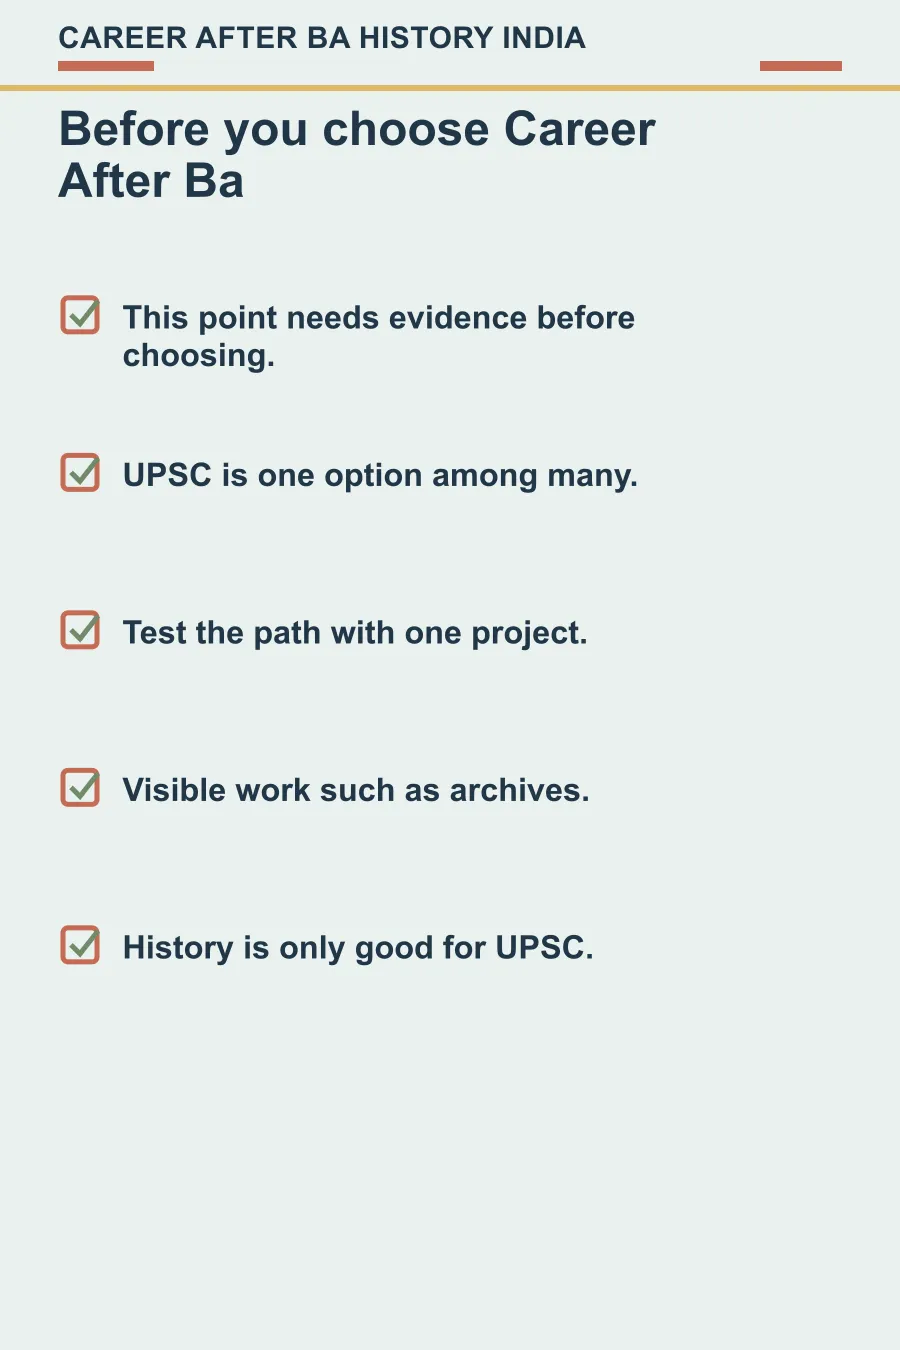 CAREER AFTER BA HISTORY INDIA
Before you choose Career
After Ba
This point needs evidence before
choosing.
UPSC is one option among many.
Test the path with one project.
Visible work such as archives.
History is only good for UPSC.